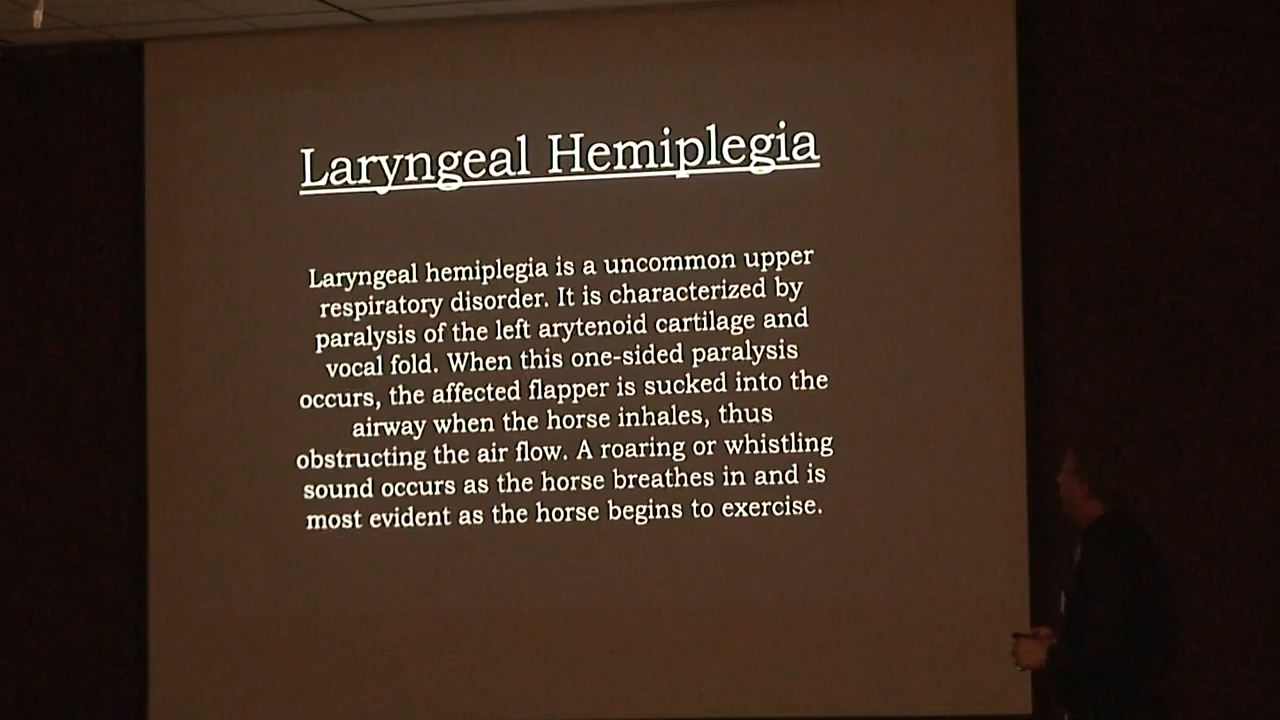 Laryngeal Hemiplegia
Laryngeal hemiplegia is a uncommon upper
respiratory disorder. It is characterized by
paralysis of the left arytenoid cartilage and
vocal fold. When this one-sided paralysis
occurs, the affected flapper is sucked into the
airway when the horse inhales, thus
obstructing the air flow. A roaring or whistling
sound occurs as the horse breathes in and is
most evident as the horse begins to exercise.